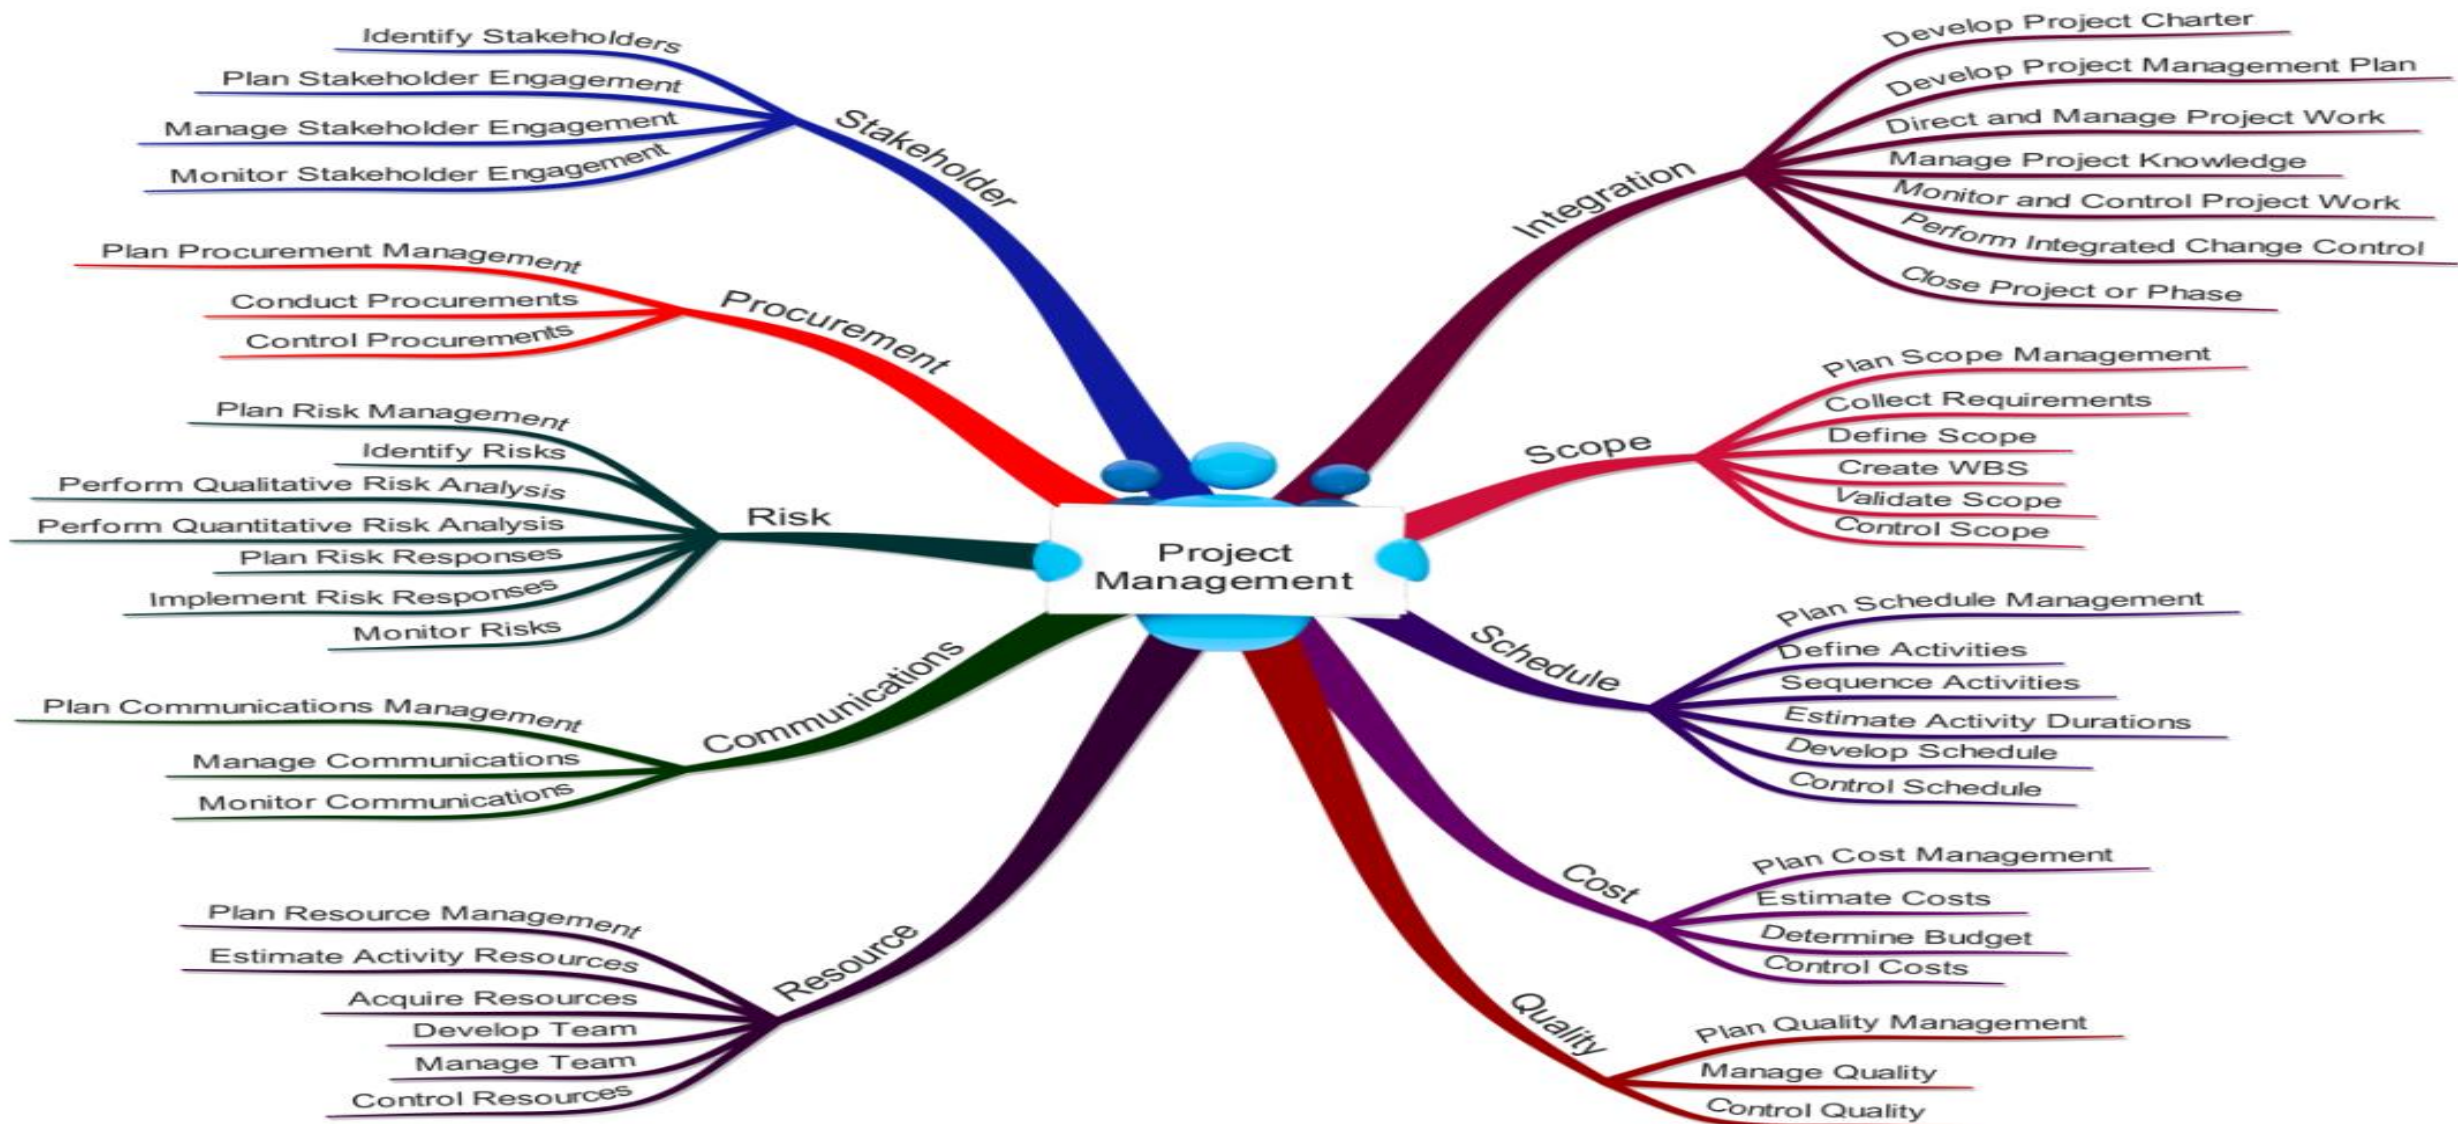 Project
Management
Integration
Develop Project Charter
Develop Project Management Plan
Direct and Manage Project Work
Manage Project Knowledge
Monitor and Control Project Work
Perform Integrated Change Control
Close Project or Phase
Scope
Plan Scope Management
Collect Requirements
Define Scope
Create WBS
Validate Scope
Control Scope
Schedule
Plan Schedule Management
Define Activities
Sequence Activities
Estimate Activity Durations
Develop Schedule
Control Schedule
Cost
Plan Cost Management
Estimate Costs
Determine Budget
Control Costs
Quality
Plan Quality Management
Manage Quality
Control Quality
Resource
Plan Resource Management
Estimate Activity Resources
Acquire Resources
Develop Team
Manage Team
Control Resources
Communications
Plan Communications Management
Manage Communications
Monitor Communications
Risk
Plan Risk Management
Identify Risks
Perform Qualitative Risk Analysis
Perform Quantitative Risk Analysis
Plan Risk Responses
Implement Risk Responses
Monitor Risks
Procurement
Plan Procurement Management
Conduct Procurements
Control Procurements
Stakeholder
Identify Stakeholders
Plan Stakeholder Engagement
Manage Stakeholder Engagement
Monitor Stakeholder Engagement